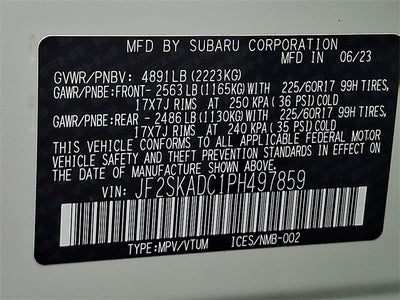 MFD BY SUBARU CORPORATION
MFD IN 06/23
GVWR/PNBV: 4891LB (2223KG)
GAWR/PNBE:FRONT- 2563LB (1165KG)WITH 225/60R17 99H TIRES,
17X7J RIMS AT 250 KPA (36 PSI) COLD
GAWR/PNBE:REAR - 2486LB (1130KG)WITH 225/60R17 99H TIRES,
17X7J RIMS AT 240 KPA (35 PSI) COLD
THIS VEHICLE CONFORMS TO ALL APPLICABLE FEDERAL MOTOR
VEHICLE SAFETY AND THEFT PREVENTION STANDARDS IN EFFECT ON
THE DATE OF MANUFACTURE SHOWN ABOVE.
VIN: JF2SKADC1PH497859
TYPE:MPV/VTUM ICES/NMB-002